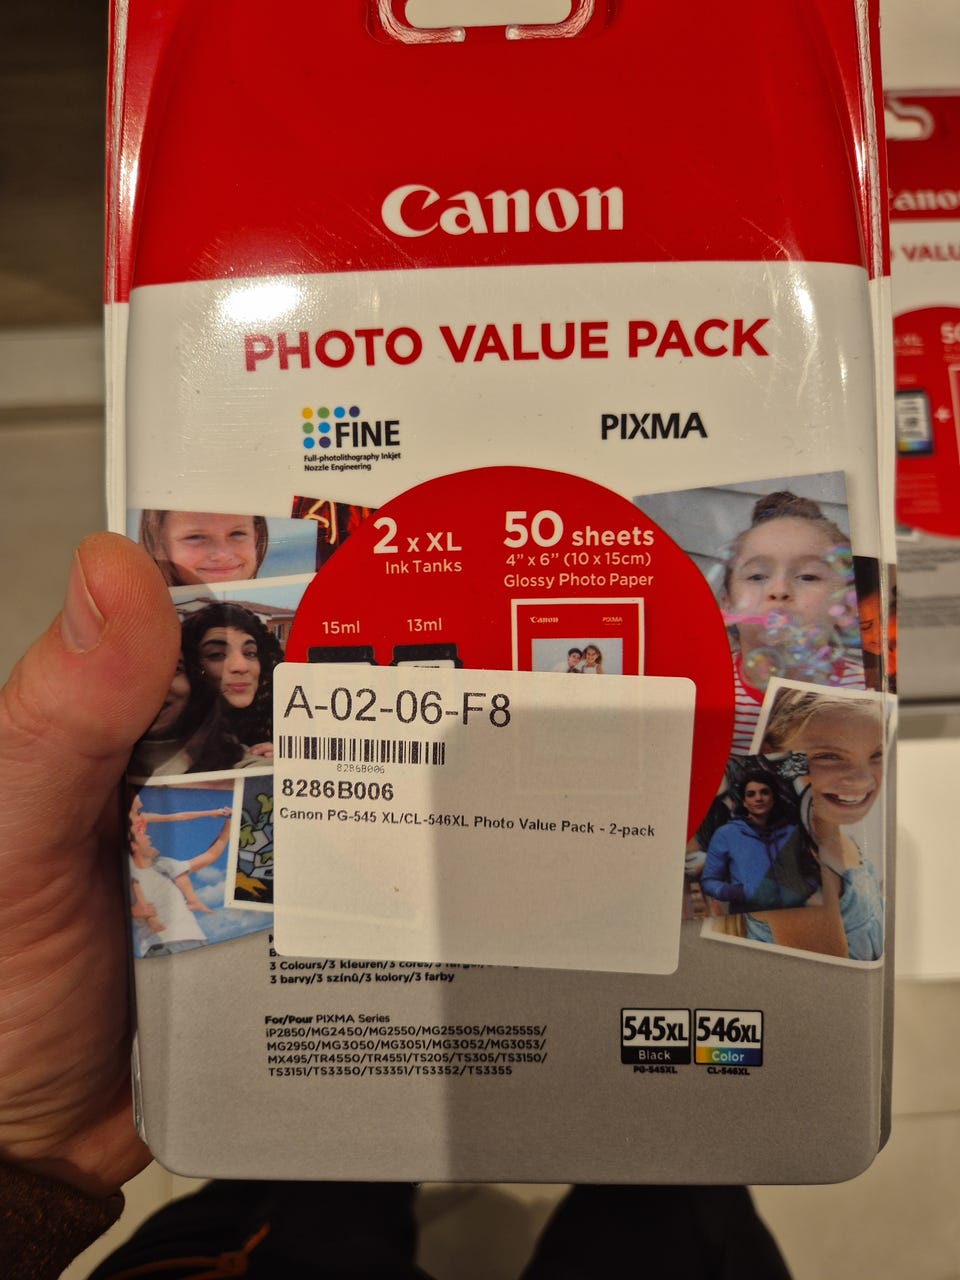 Canon
PHOTO VALUE PACK
FINE
Full-photolithography Inkjet
Nozzle Engineering
PIXMA
2 x XL
Ink Tanks
50 sheets
4" x 6" (10 x 15cm)
Glossy Photo Paper
15ml
13ml
Canon
PIXMA
A-02-06-F8
8286B006
8286B006
Canon PG-545 XL/CL-546XL Photo Value Pack - 2-pack
3 Colours/3 kleuren/3
3 barvy/3 színű/3 kolory/3 farby
For/Pour PIXMA Series
iP2850/MG2450/MG2550/MG2550S/MG2555S/
MG2950/MG3050/MG3051/MG3052/MG3053/
MX495/TR4550/TR4551/TS205/TS305/TS3150/
TS3151/TS3350/TS3351/TS3352/TS3355
545XL
Black
PG-545XL
546XL
Color
CL-546XL
anon
VALU